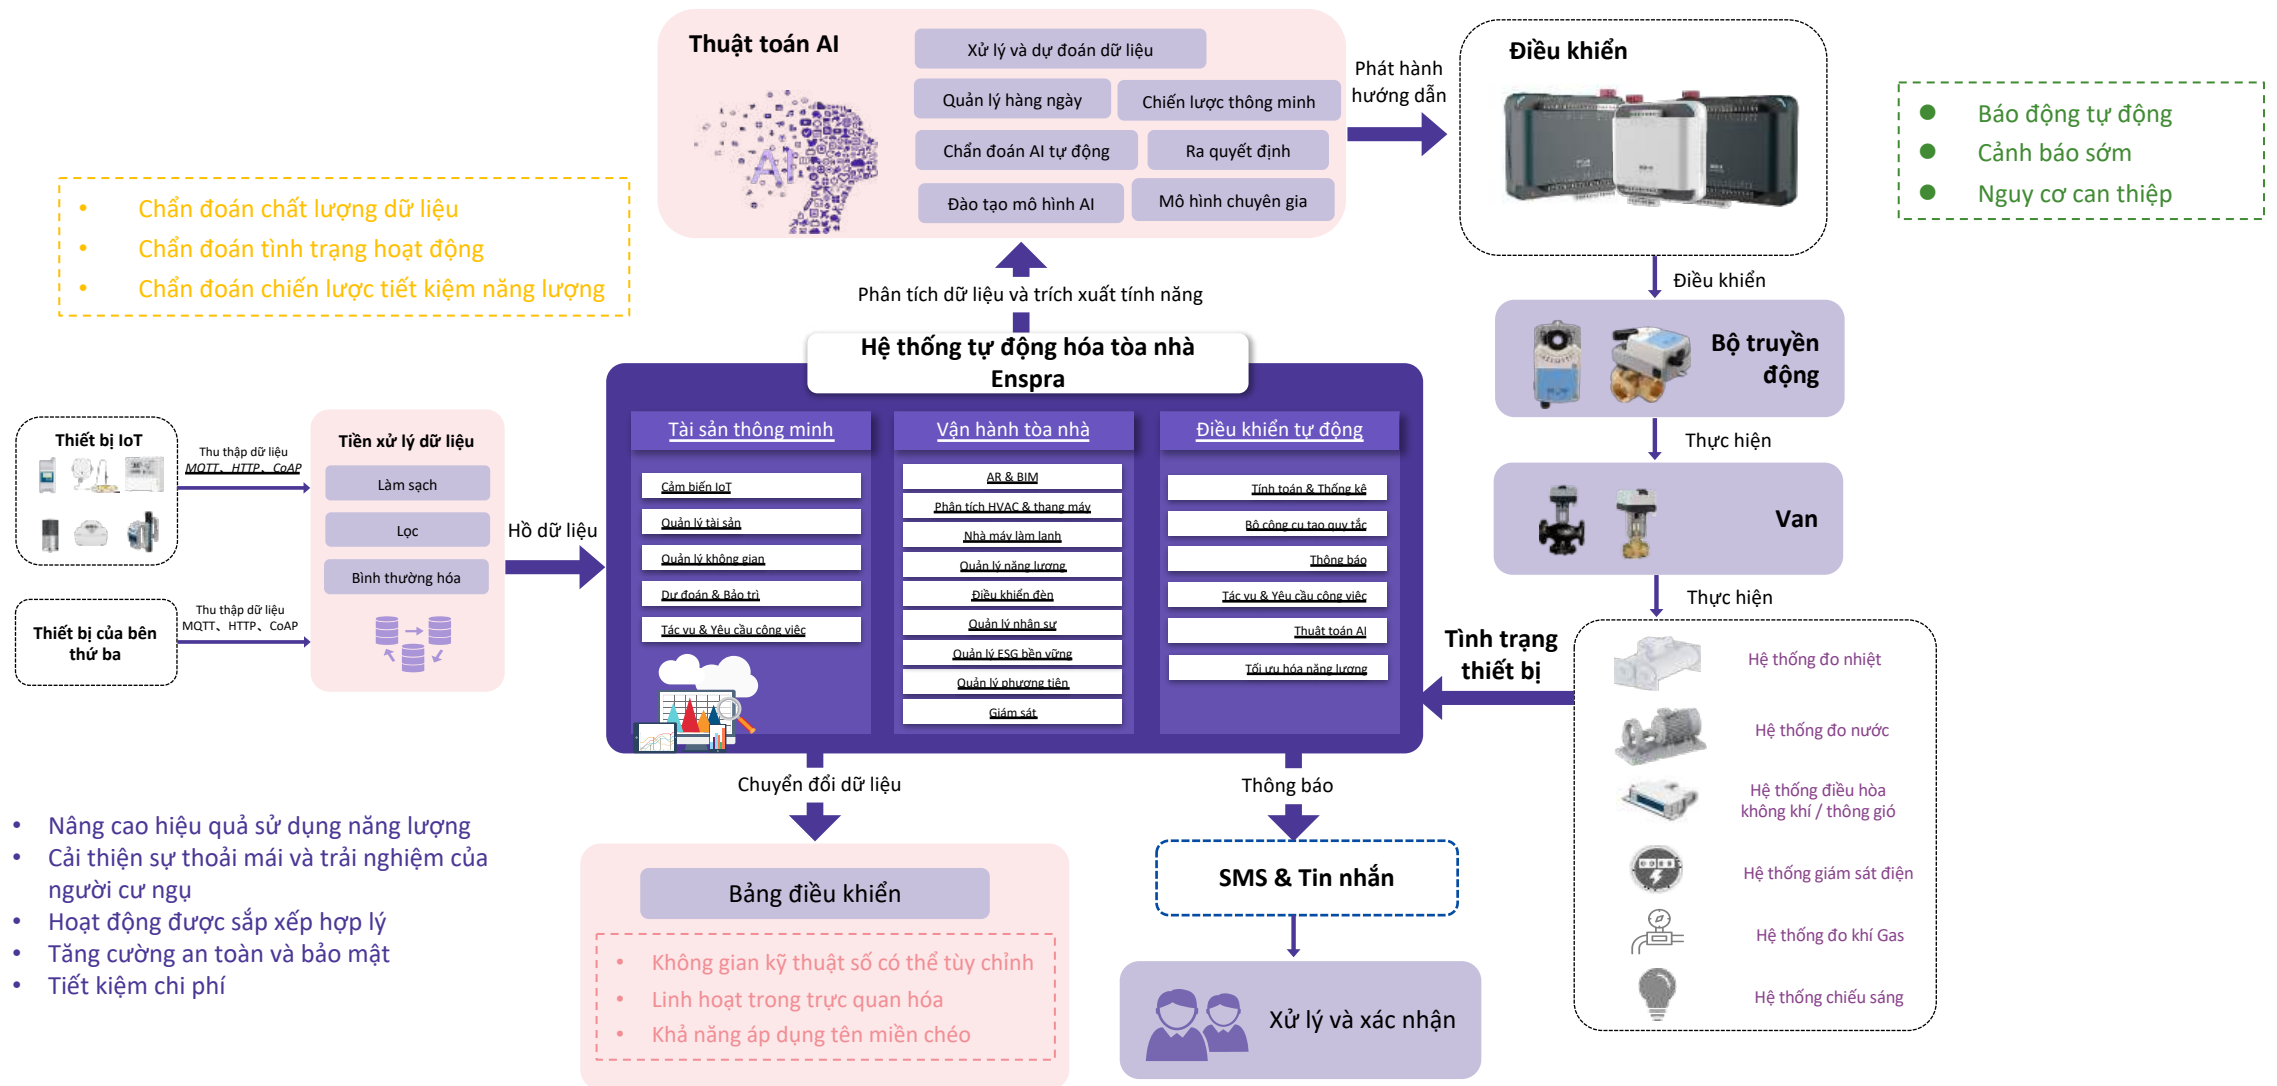 Thuật toán AI
Xử lý và dự đoán dữ liệu
Quản lý hàng ngày
Chiến lược thông minh
Chẩn đoán AI tự động
Ra quyết định
Đào tạo mô hình AI
Mô hình chuyên gia
AI
Phát hành
hướng dẫn
Điều khiển
• Báo động tự động
• Cảnh báo sớm
• Nguy cơ can thiệp
• Chẩn đoán chất lượng dữ liệu
• Chẩn đoán tình trạng hoạt động
• Chẩn đoán chiến lược tiết kiệm năng lượng
Phân tích dữ liệu và trích xuất tính năng
Điều khiển
Bộ truyền
động
Thực hiện
Van
Thực hiện
Hệ thống tự động hóa tòa nhà
Enspra
Thiết bị IoT
Thu thập dữ liệu
MQTT、HTTP、CoAP
Thiết bị của bên
thứ ba
Thu thập dữ liệu
MQTT、HTTP、CoAP
Tiền xử lý dữ liệu
Làm sạch
Lọc
Bình thường hóa
Hồ dữ liệu
Tài sản thông minh
Cảm biến IoT
Quản lý tài sản
Quản lý không gian
Dự đoán & Bảo trì
Tác vụ & Yêu cầu công việc
Vận hành tòa nhà
AR & BIM
Phân tích HVAC & thang máy
Nhà máy làm lạnh
Quản lý năng lượng
Điều khiển đèn
Quản lý nhân sự
Quản lý ESG bền vững
Quản lý phương tiện
Giám sát
Điều khiển tự động
Tính toán & Thống kê
Bộ công cụ tạo quy tắc
Thông báo
Tác vụ & Yêu cầu công việc
Thuật toán AI
Tối ưu hóa năng lượng
Tình trạng
thiết bị
Hệ thống đo nhiệt
Hệ thống đo nước
Hệ thống điều hòa
không khí / thông gió
Hệ thống giám sát điện
Hệ thống đo khí Gas
Hệ thống chiếu sáng
Chuyển đổi dữ liệu
Thông báo
• Nâng cao hiệu quả sử dụng năng lượng
• Cải thiện sự thoải mái và trải nghiệm của
người cư ngụ
• Hoạt động được sắp xếp hợp lý
• Tăng cường an toàn và bảo mật
• Tiết kiệm chi phí
Bảng điều khiển
• Không gian kỹ thuật số có thể tùy chỉnh
• Linh hoạt trong trực quan hóa
• Khả năng áp dụng tên miền chéo
SMS & Tin nhắn
Xử lý và xác nhận